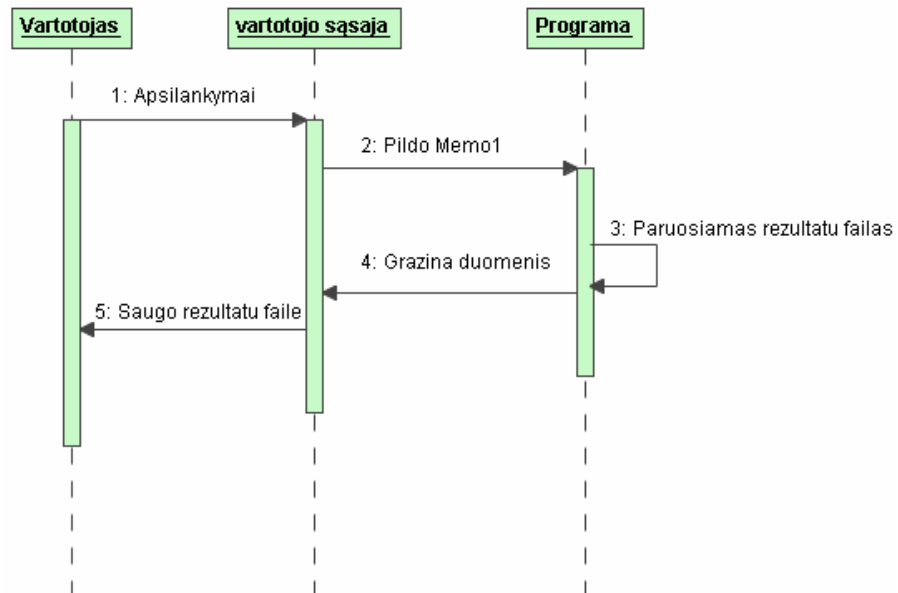 Vartotojas
vartotojo sąsaja
Programa
1: Apsilankymai
2: Pildo Memo1
3: Paruosiamas rezultatu failas
4: Grazina duomenis
5: Saugo rezultatu faile